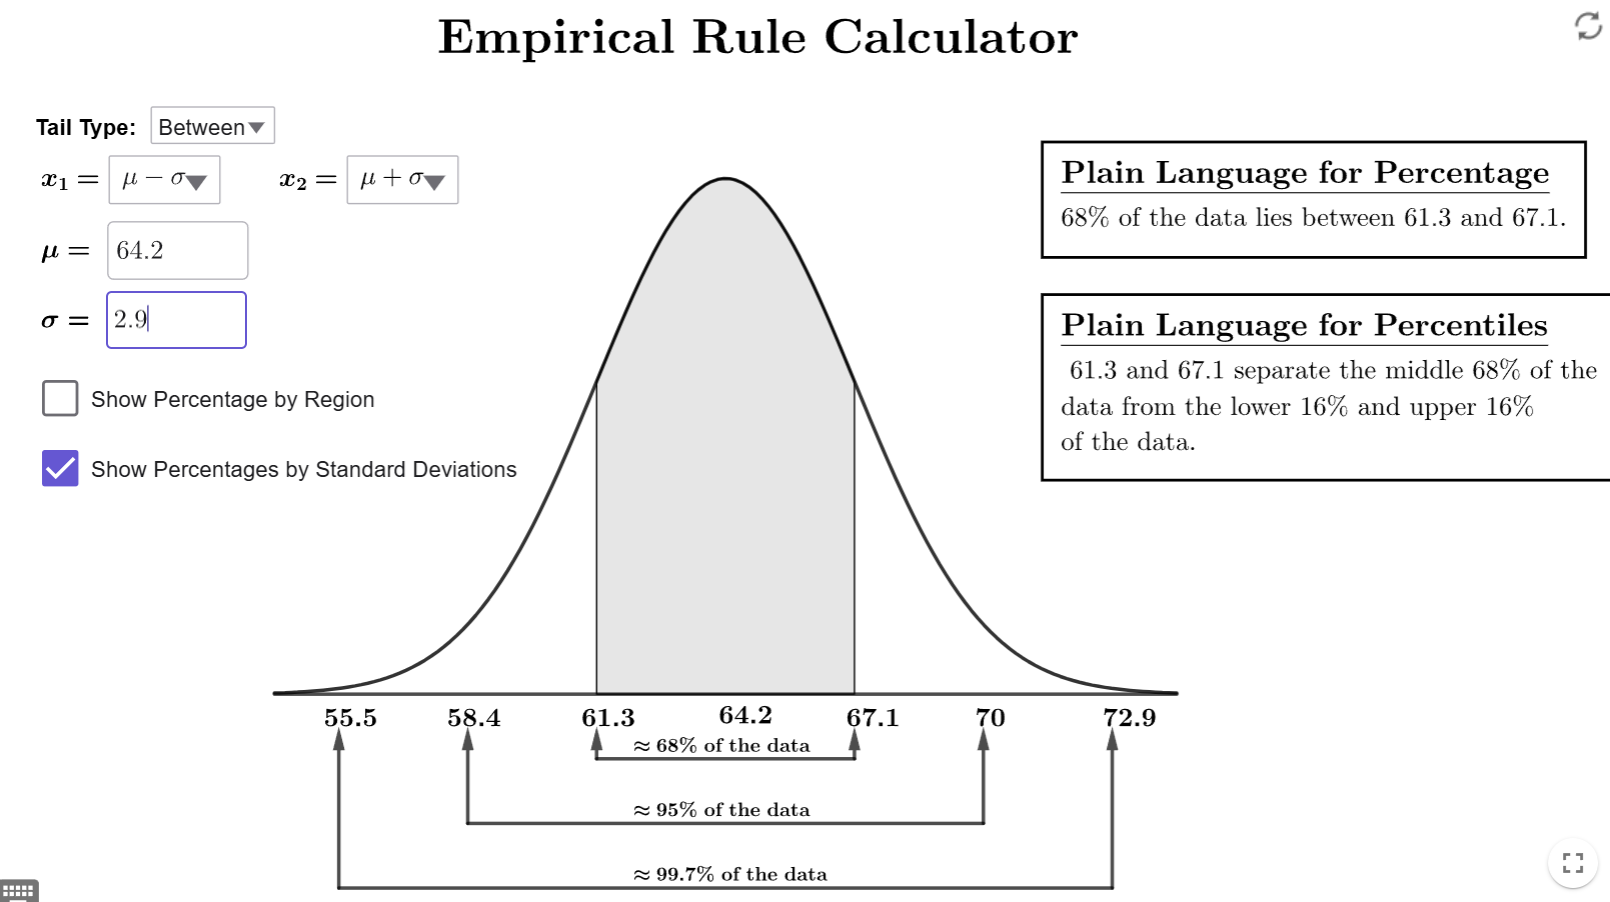 Empirical Rule Calculator
Tail Type: Between
x₁ = μ − σ x₂ = μ + σ
μ = 64.2
σ = 2.9
Show Percentage by Region
Show Percentages by Standard Deviations
Plain Language for Percentage
68% of the data lies between 61.3 and 67.1.
Plain Language for Percentiles
61.3 and 67.1 separate the middle 68% of the
data from the lower 16% and upper 16%
of the data.
55.5 58.4 61.3 64.2 67.1 70 72.9
≈ 68% of the data
≈ 95% of the data
≈ 99.7% of the data